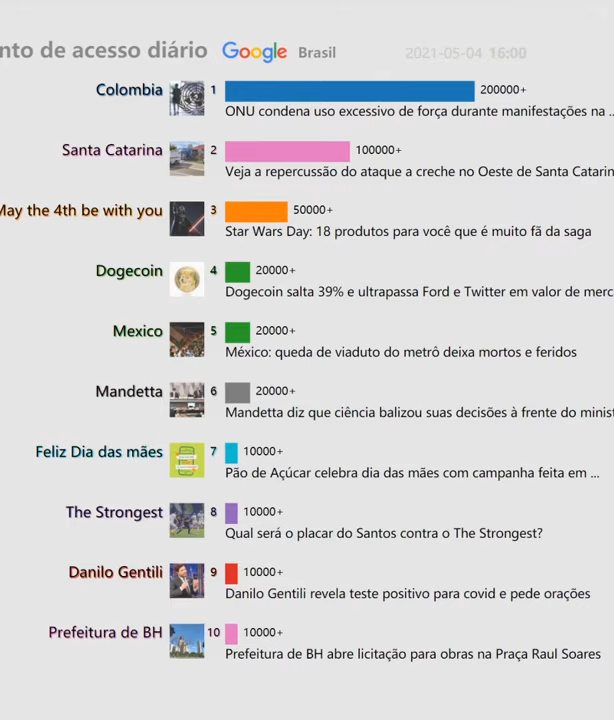 nto de acesso diário Google Brasil 2021-05-04 16:00
Colombia 1 200000+
ONU condena uso excessivo de força durante manifestações na ...
Santa Catarina 2 100000+
Veja a repercussão do ataque a creche no Oeste de Santa Catarin
May the 4th be with you 3 50000+
Star Wars Day: 18 produtos para você que é muito fã da saga
Dogecoin 4 20000+
Dogecoin salta 39% e ultrapassa Ford e Twitter em valor de merc
Mexico 5 20000+
México: queda de viaduto do metrô deixa mortos e feridos
Mandetta 6 20000+
Mandetta diz que ciência balizou suas decisões à frente do minist
Feliz Dia das mães 7 10000+
Pão de Açúcar celebra dia das mães com campanha feita em ...
The Strongest 8 10000+
Qual será o placar do Santos contra o The Strongest?
Danilo Gentili 9 10000+
Danilo Gentili revela teste positivo para covid e pede orações
Prefeitura de BH 10 10000+
Prefeitura de BH abre licitação para obras na Praça Raul Soares